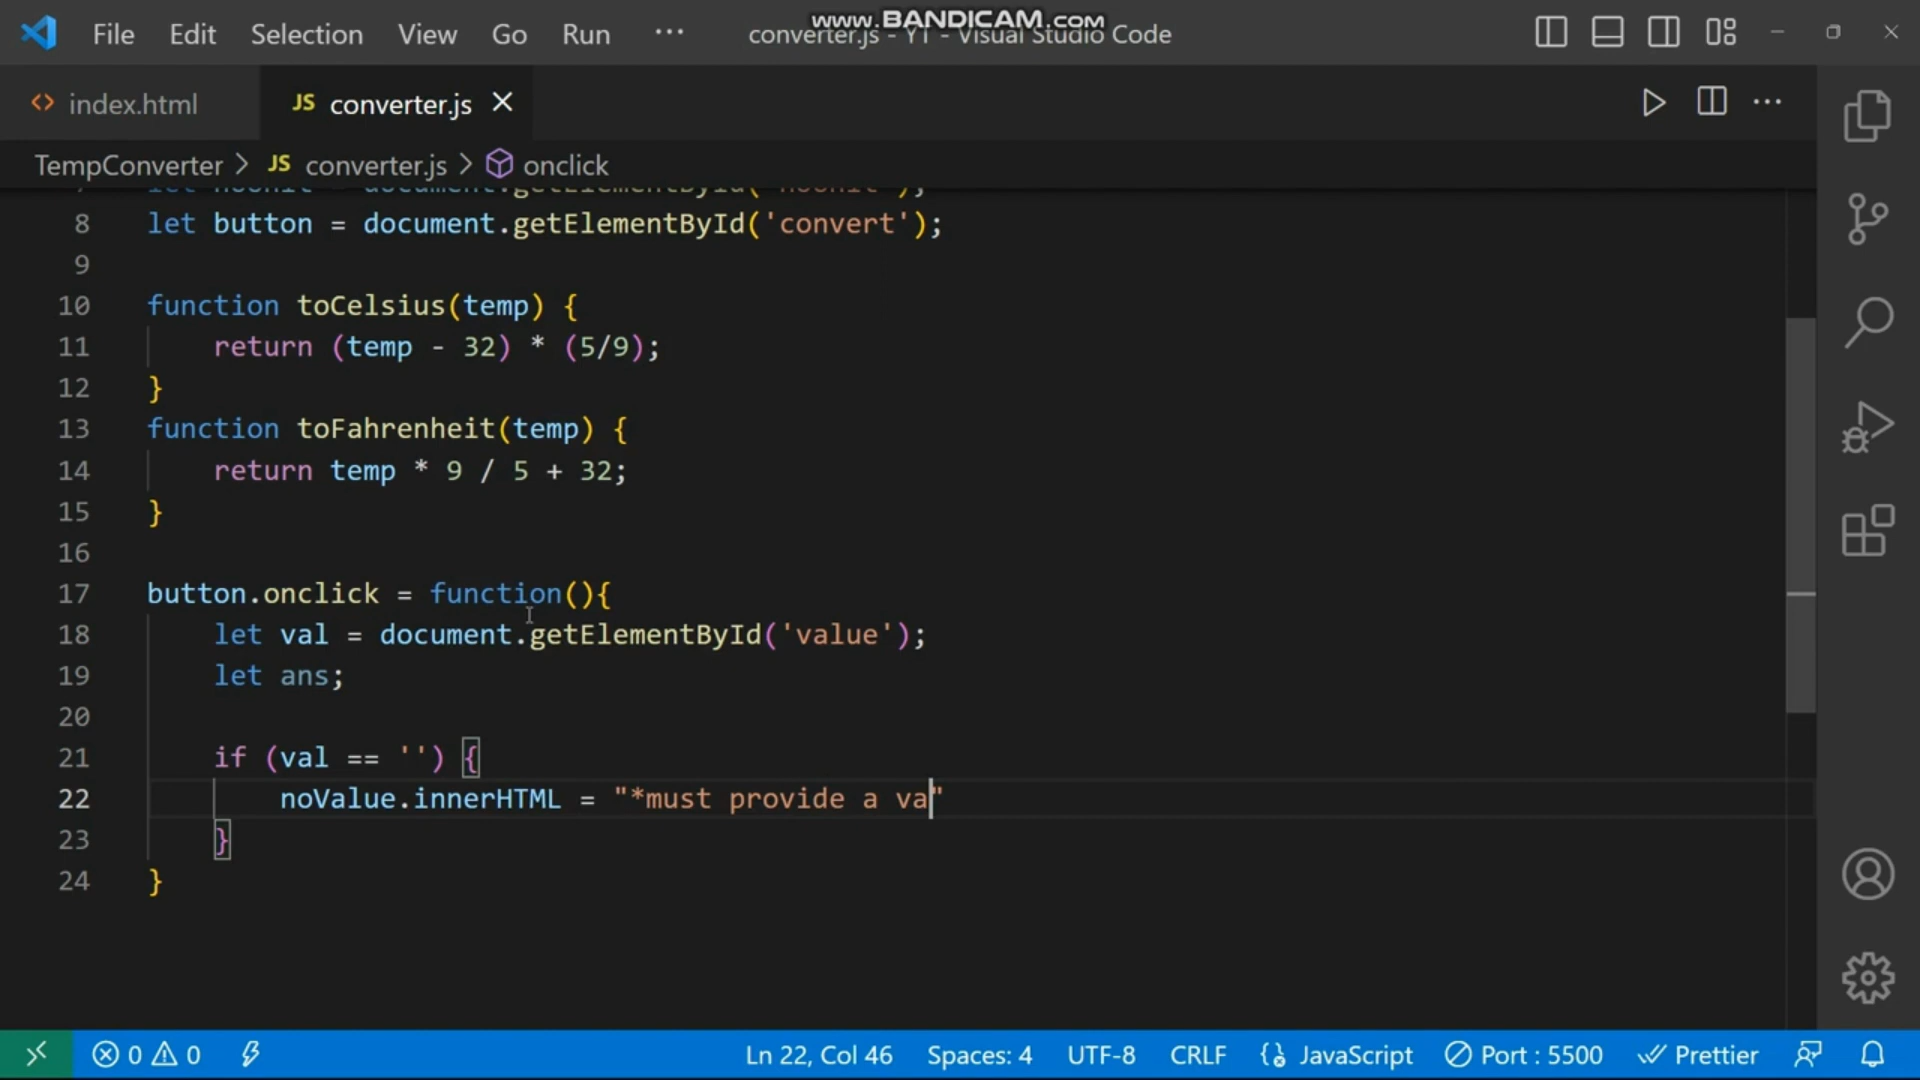 www.BANDICAM.com
File Edit Selection View Go Run ··· converter.js - YT - Visual Studio Code
index.html JS converter.js
TempConverter > JS converter.js > onclick
8 let button = document.getElementById('convert');
9
10 function toCelsius(temp) {
11 return (temp - 32) * (5/9);
12 }
13 function toFahrenheit(temp) {
14 return temp * 9 / 5 + 32;
15 }
16
17 button.onclick = function(){
18 let val = document.getElementById('value');
19 let ans;
20
21 if (val == '') {
22 noValue.innerHTML = "*must provide a va"
23 }
24 }
0 0 Ln 22, Col 46 Spaces: 4 UTF-8 CRLF JavaScript Port : 5500 Prettier